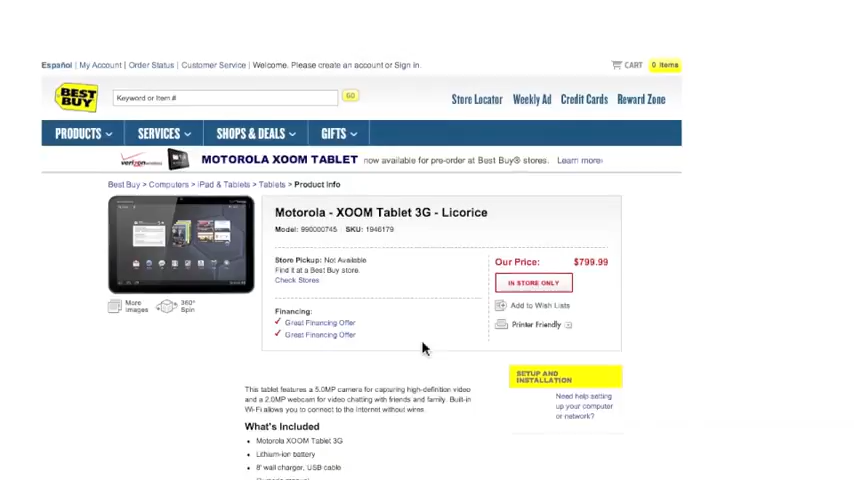 Español | My Account | Order Status | Customer Service | Welcome. Please create an account or Sign in.
CART 0 Items
BEST BUY
Keyword or Item # GO
Store Locator Weekly Ad Credit Cards Reward Zone
PRODUCTS SERVICES SHOPS & DEALS GIFTS
verizon wireless MOTOROLA XOOM TABLET now available for pre-order at Best Buy® stores. Learn more›
Best Buy > Computers > iPad & Tablets > Tablets > Product Info
Motorola - XOOM Tablet 3G - Licorice
Model: 990000745 SKU: 1946179
Store Pickup: Not Available
Find it at a Best Buy store.
Check Stores
Our Price: $799.99
IN STORE ONLY
Add to Wish Lists
Printer Friendly
More Images
360° Spin
Financing:
Great Financing Offer
Great Financing Offer
This tablet features a 5.0MP camera for capturing high-definition video
and a 2.0MP webcam for video chatting with friends and family. Built-in
Wi-Fi allows you to connect to the Internet without wires
What's Included
Motorola XOOM Tablet 3G
Lithium-ion battery
8' wall charger, USB cable
SETUP AND
INSTALLATION
Need help setting
up your computer
or network?